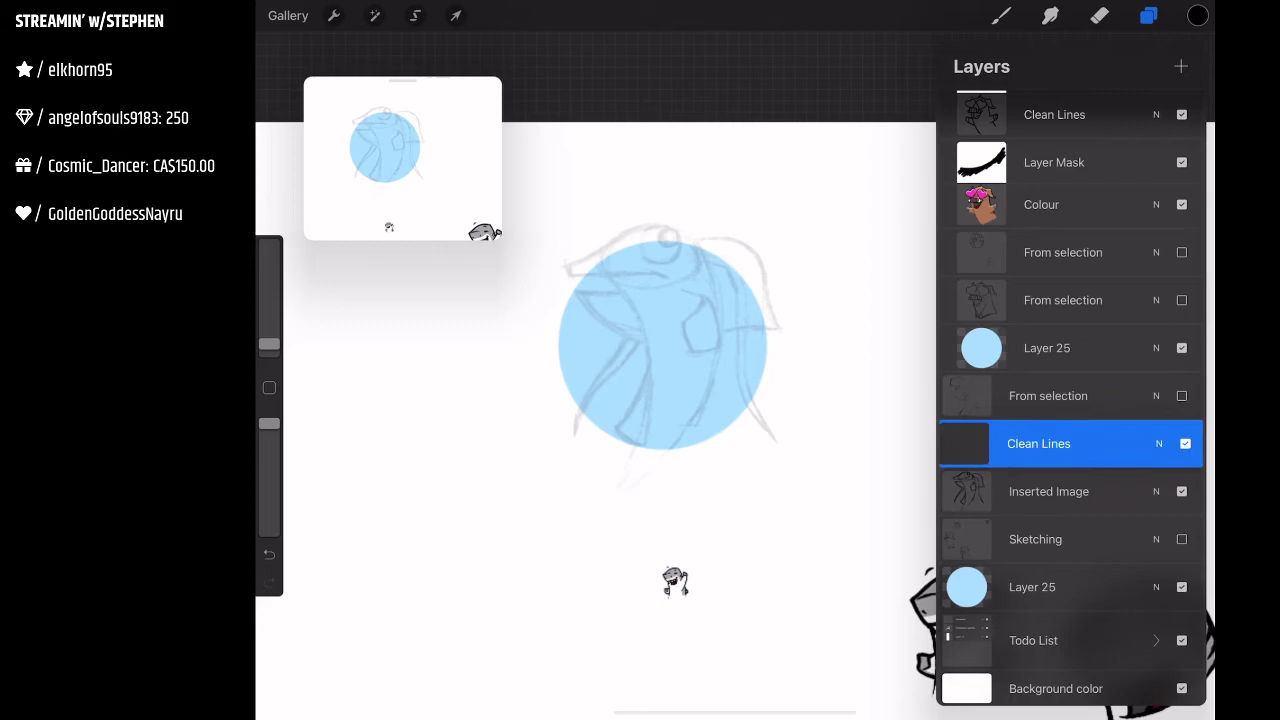 STREAMIN' w/STEPHEN
/ elkhorn95
/ angelofsouls9183: 250
/ Cosmic_Dancer: CA$150.00
/ GoldenGoddessNayru
Gallery
Layers
Clean Lines N
Layer Mask
Colour N
From selection N
From selection N
Layer 25 N
From selection N
Clean Lines N
Inserted Image N
Sketching N
Layer 25 N
Todo List
Background color